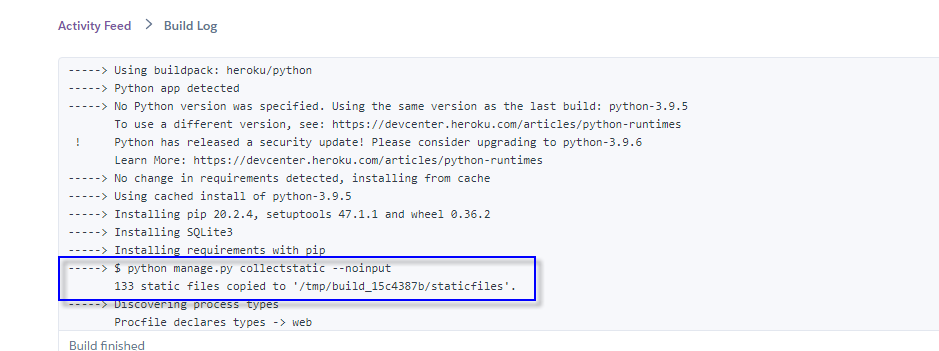 Activity Feed > Build Log
-----> Using buildpack: heroku/python
-----> Python app detected
-----> No Python version was specified. Using the same version as the last build: python-3.9.5
To use a different version, see: https://devcenter.heroku.com/articles/python-runtimes
! Python has released a security update! Please consider upgrading to python-3.9.6
Learn More: https://devcenter.heroku.com/articles/python-runtimes
-----> No change in requirements detected, installing from cache
-----> Using cached install of python-3.9.5
-----> Installing pip 20.2.4, setuptools 47.1.1 and wheel 0.36.2
-----> Installing SQLite3
-----> Installing requirements with pip
-----> $ python manage.py collectstatic --noinput
133 static files copied to '/tmp/build_15c4387b/staticfiles'.
-----> Discovering process types
Procfile declares types -> web
Build finished